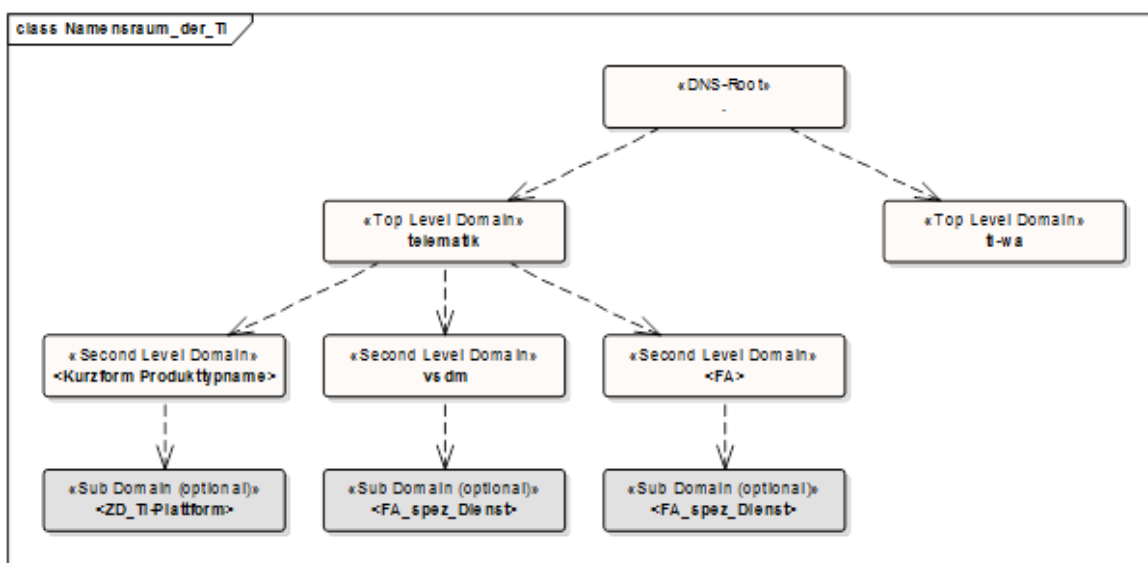 class Namensraum_der_TI
«DNS-Root»
.
«Top Level Domain»
telematik
«Top Level Domain»
ti-wa
«Second Level Domain»
<Kurzform Produkttypname>
«Second Level Domain»
vsdm
«Second Level Domain»
<FA>
«Sub Domain (optional)»
<ZD_TI-Plattform>
«Sub Domain (optional)»
<FA_spez_Dienst>
«Sub Domain (optional)»
<FA_spez_Dienst>